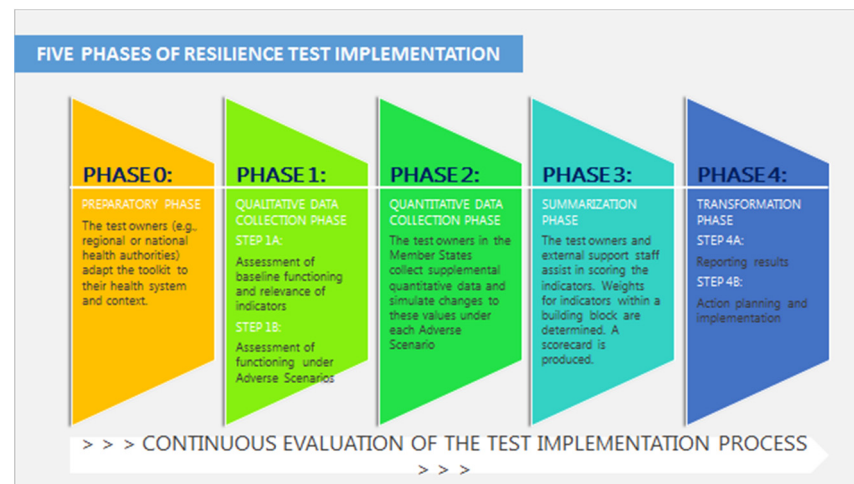 FIVE PHASES OF RESILIENCE TEST IMPLEMENTATION
PHASE 0:
PREPARATORY PHASE
The test owners (e.g.,
regional or national
health authorities)
adapt the toolkit to
their health system
and context.
PHASE 1:
QUALITATIVE DATA
COLLECTION PHASE
STEP 1A:
Assessment of
baseline functioning
and relevance of
indicators
STEP 1B:
Assessment of
functioning under
Adverse Scenarios
PHASE 2:
QUANTITATIVE DATA
COLLECTION PHASE
The test owners in the
Member States
collect supplemental
quantitative data and
simulate changes to
these values under
each Adverse
Scenario
PHASE 3:
SUMMARIZATION
PHASE
The test owners and
external support staff
assist in scoring the
indicators. Weights
for indicators within a
building block are
determined. A
scorecard is
produced.
PHASE 4:
TRANSFORMATION
PHASE
STEP 4A:
Reporting results
STEP 4B:
Action planning and
implementation
> > > CONTINUOUS EVALUATION OF THE TEST IMPLEMENTATION PROCESS
> > >